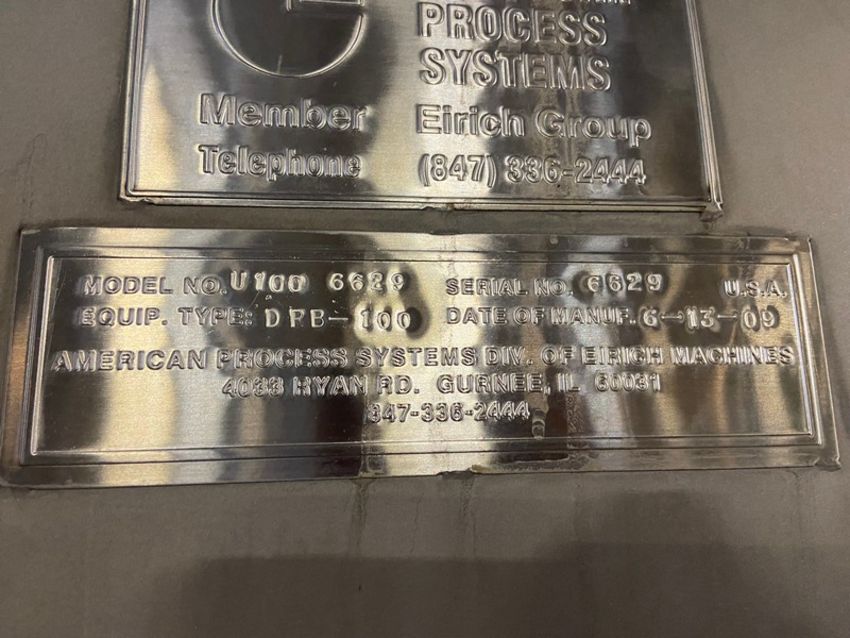 PROCESS
SYSTEMS
Member Eirich Group
Telephone (847) 336-2444
MODEL NO. U100 6629 SERIAL NO. 6629 U.S.A.
EQUIP. TYPE: DPB-100 DATE OF MANUF. 6-13-09
AMERICAN PROCESS SYSTEMS DIV. OF EIRICH MACHINES
4033 RYAN RD. GURNEE, IL 60031
847-336-2444